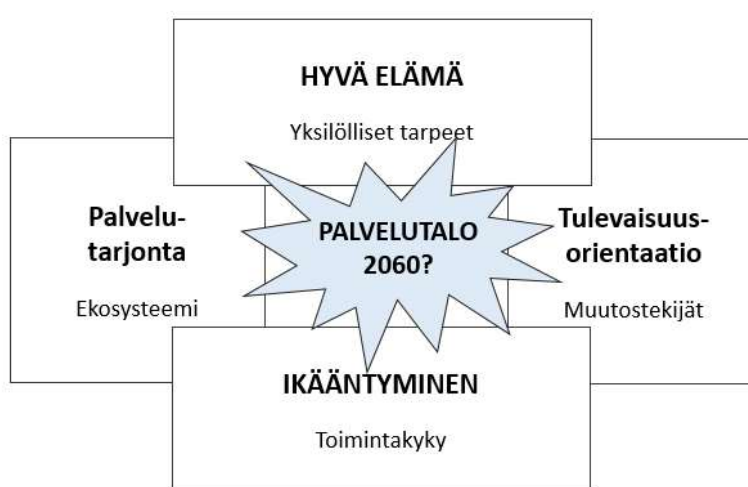 HYVÄ ELÄMÄ
Yksilölliset tarpeet
Palvelu-
tarjonta
Ekosysteemi
PALVELUTALO
2060?
Tulevaisuus-
orientaatio
Muutostekijät
IKÄÄNTYMINEN
Toimintakyky